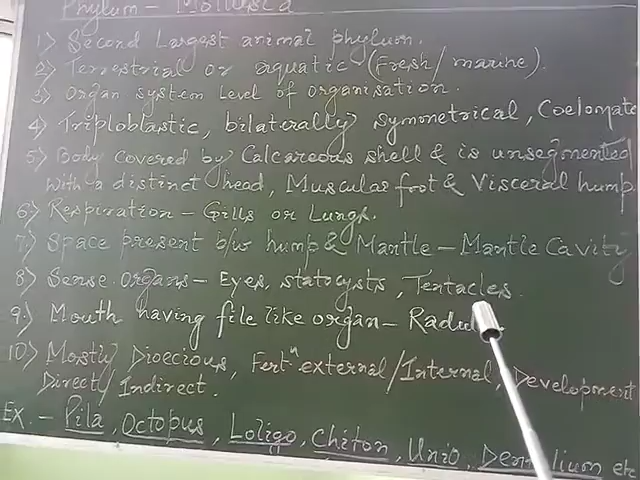 Phylum - Mollusca
1) Second Largest animal phylum.
2) Terrestrial or aquatic (Fresh/marine).
3) Organ system Level of organisation.
4) Triploblastic, bilaterally symmetrical, Coelomate
5) Body covered by Calcareous shell & is unsegmented
with a distinct head, Muscular foot & Visceral hump
6) Respiration - Gills or Lungs.
7) Space present b/w hump & Mantle - Mantle Cavity
8) Sense Organs - Eyes, statocysts, Tentacles.
9) Mouth having file like organ - Radul
10) Mostly Dioecious, Fertⁿ external/Internal, Development
Direct/Indirect.
Ex. - Pila, Octopus, Loligo, Chiton, Unio, Den lium etc